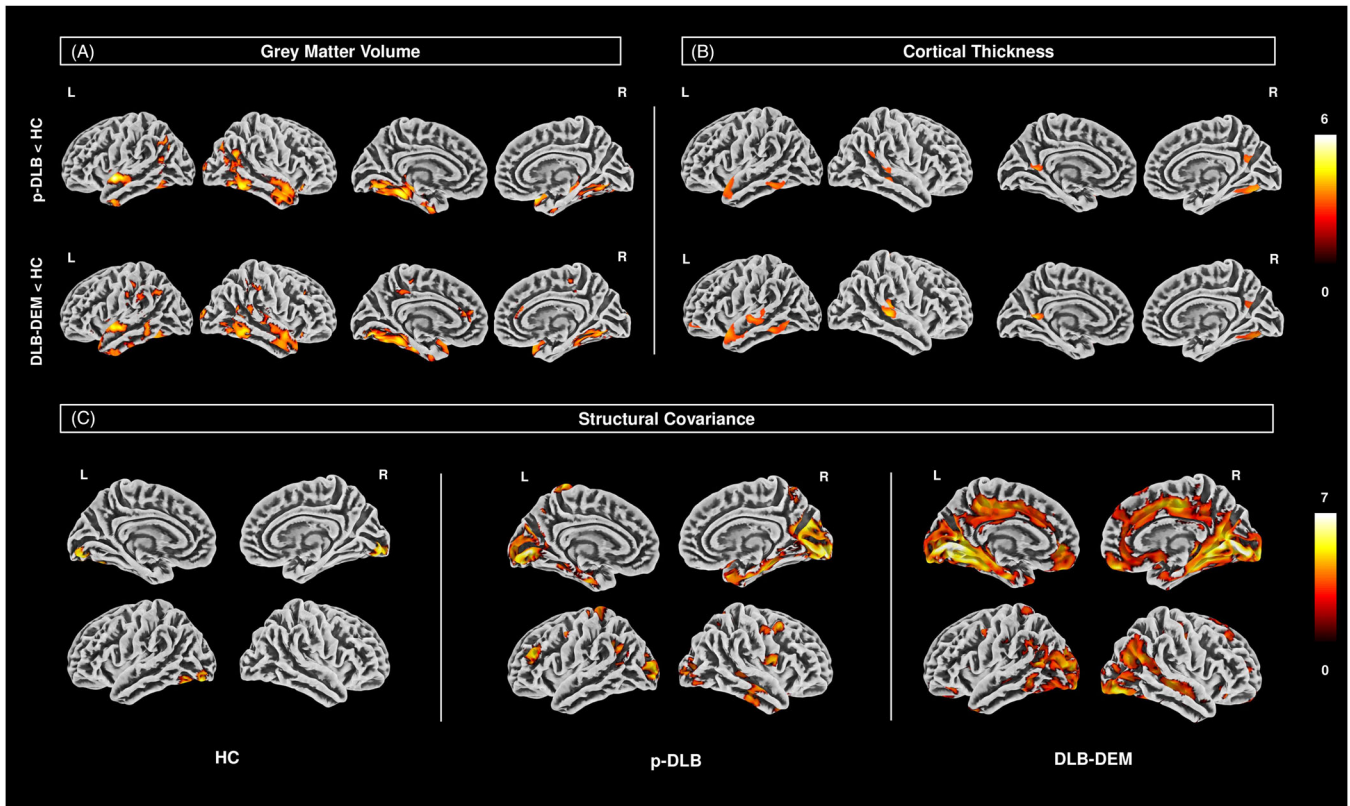 (A) Grey Matter Volume
(B) Cortical Thickness
L
R
L
R
p-DLB < HC
6
0
L
R
L
R
DLB-DEM < HC
(C) Structural Covariance
L
R
L
R
L
R
7
0
HC
p-DLB
DLB-DEM